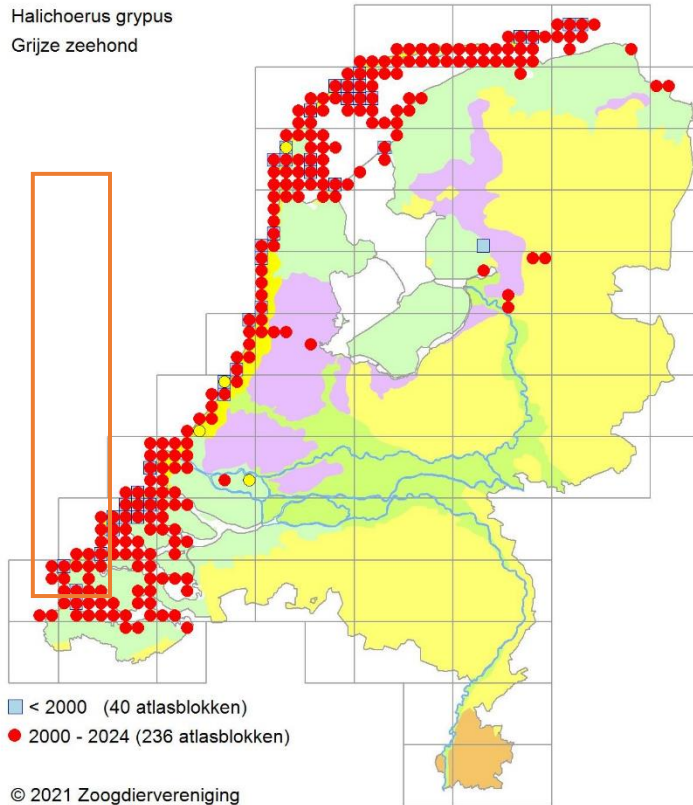 Halichoerus grypus
Grijze zeehond
< 2000 (40 atlasblokken)
2000 - 2024 (236 atlasblokken)
© 2021 Zoogdiervereniging